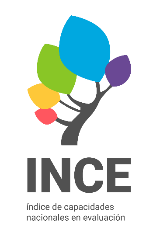 INCE
índice de capacidades
nacionales en evaluación